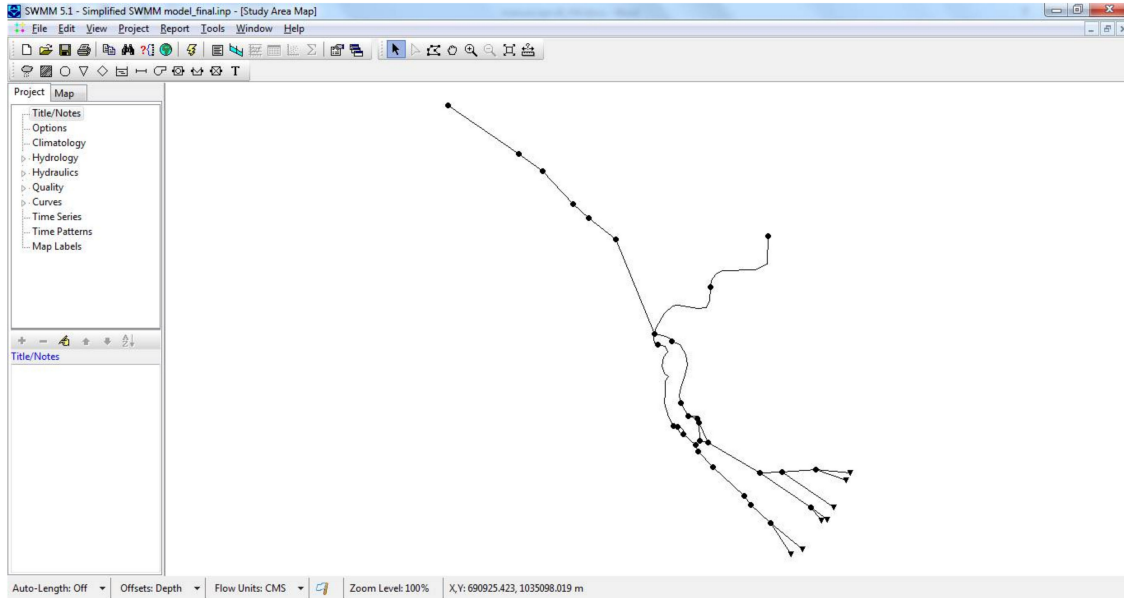 SWMM 5.1 - Simplified SWMM model_final.inp - [Study Area Map]
File Edit View Project Report Tools Window Help
T
Project Map
Title/Notes
Options
Climatology
Hydrology
Hydraulics
Quality
Curves
Time Series
Time Patterns
Map Labels
Title/Notes
Auto-Length: Off Offsets: Depth Flow Units: CMS Zoom Level: 100% X,Y: 690925.423, 1035098.019 m